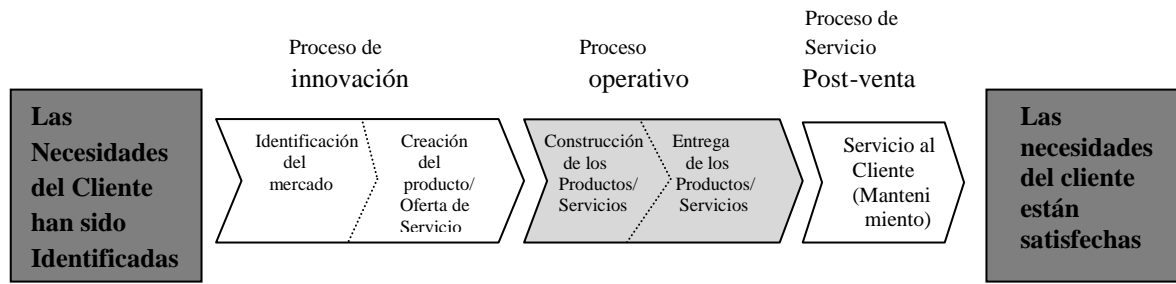 Proceso de
innovación
Proceso
operativo
Proceso de
Servicio
Post-venta
Las
Necesidades
del Cliente
han sido
Identificadas
Identificación
del
mercado
Creación
del
producto/
Oferta de
Servicio
Construcción
de los
Productos/
Servicios
Entrega
de los
Productos/
Servicios
Servicio al
Cliente
(Manteni
miento)
Las
necesidades
del cliente
están
satisfechas